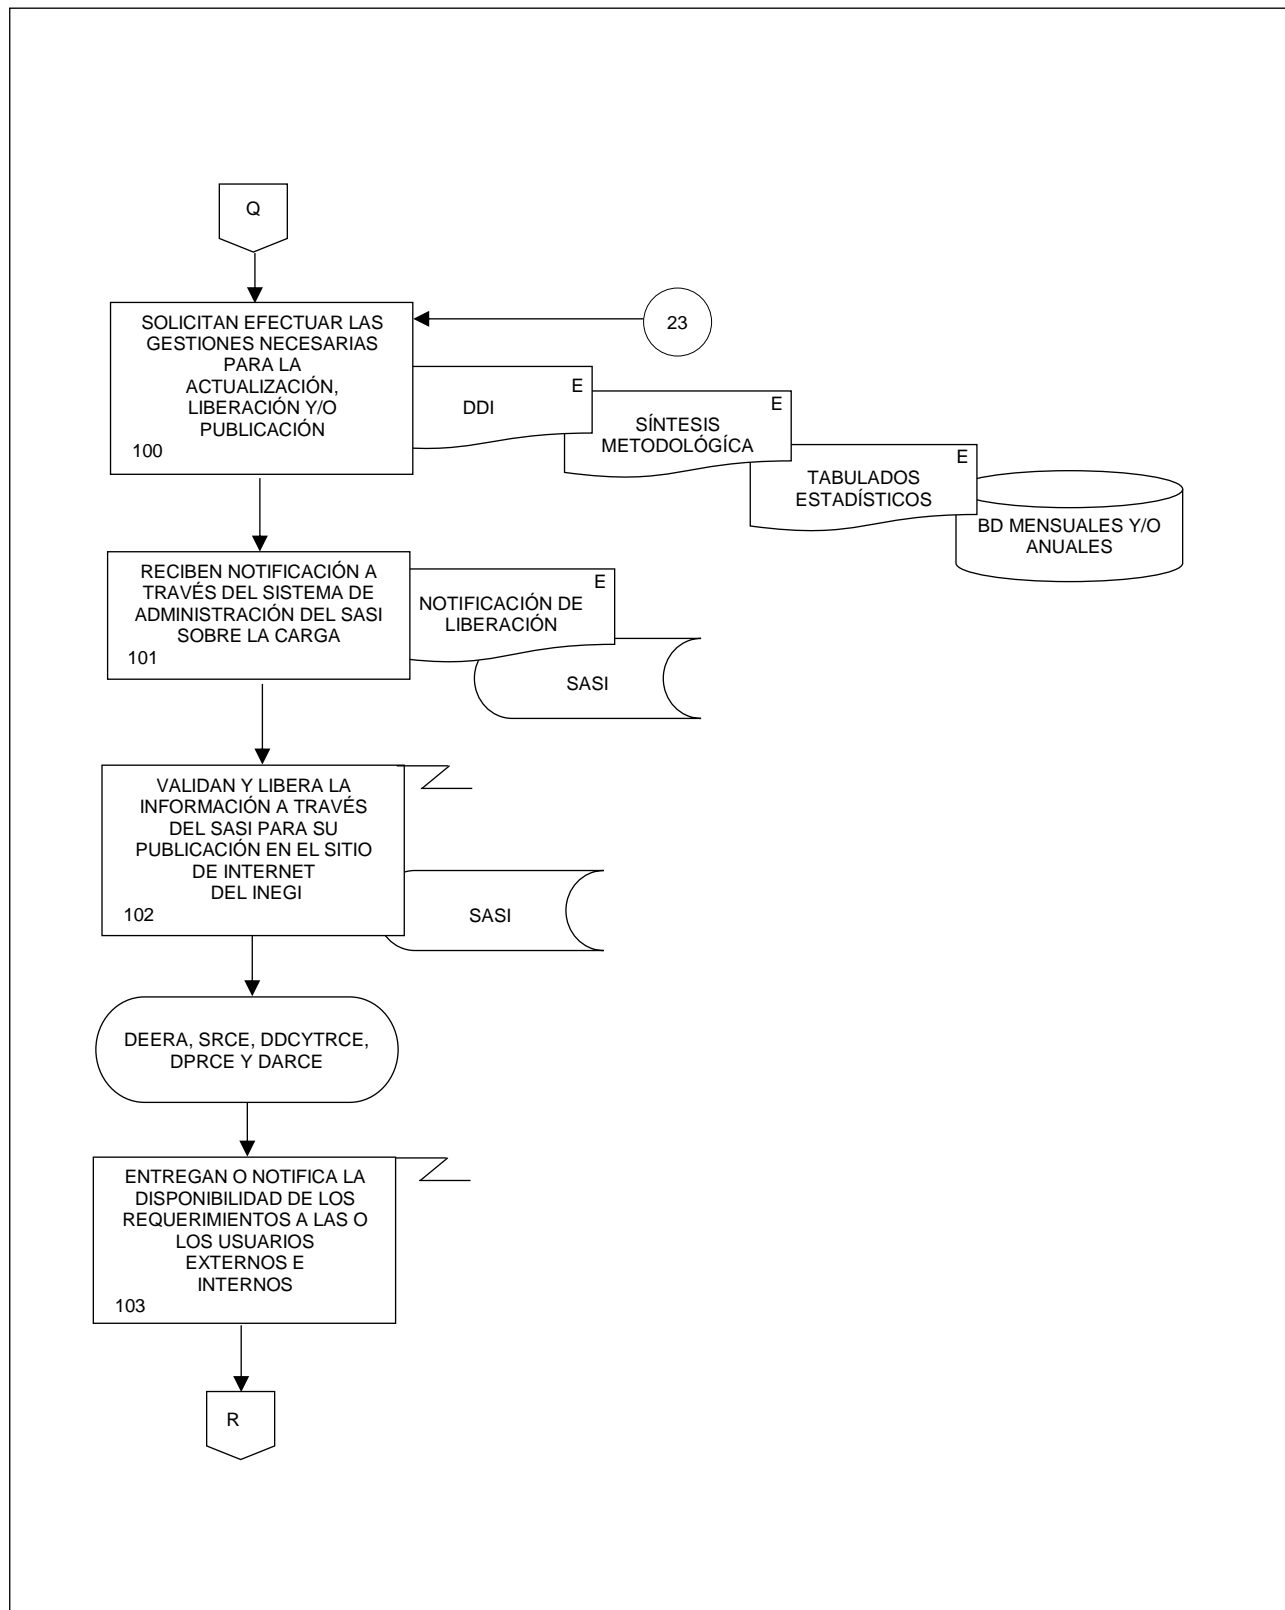 Q
SOLICITAN EFECTUAR LAS
GESTIONES NECESARIAS
PARA LA
ACTUALIZACIÓN,
LIBERACIÓN Y/O
PUBLICACIÓN
100
23
E
DDI
E
SÍNTESIS
METODOLÓGÍCA
E
TABULADOS
ESTADÍSTICOS
BD MENSUALES Y/O
ANUALES
RECIBEN NOTIFICACIÓN A
TRAVÉS DEL SISTEMA DE
ADMINISTRACIÓN DEL SASI
SOBRE LA CARGA
101
E
NOTIFICACIÓN DE
LIBERACIÓN
SASI
VALIDAN Y LIBERA LA
INFORMACIÓN A TRAVÉS
DEL SASI PARA SU
PUBLICACIÓN EN EL SITIO
DE INTERNET
DEL INEGI
102
SASI
DEERA, SRCE, DDCYTRCE,
DPRCE Y DARCE
ENTREGAN O NOTIFICA LA
DISPONIBILIDAD DE LOS
REQUERIMIENTOS A LAS O
LOS USUARIOS
EXTERNOS E
INTERNOS
103
R